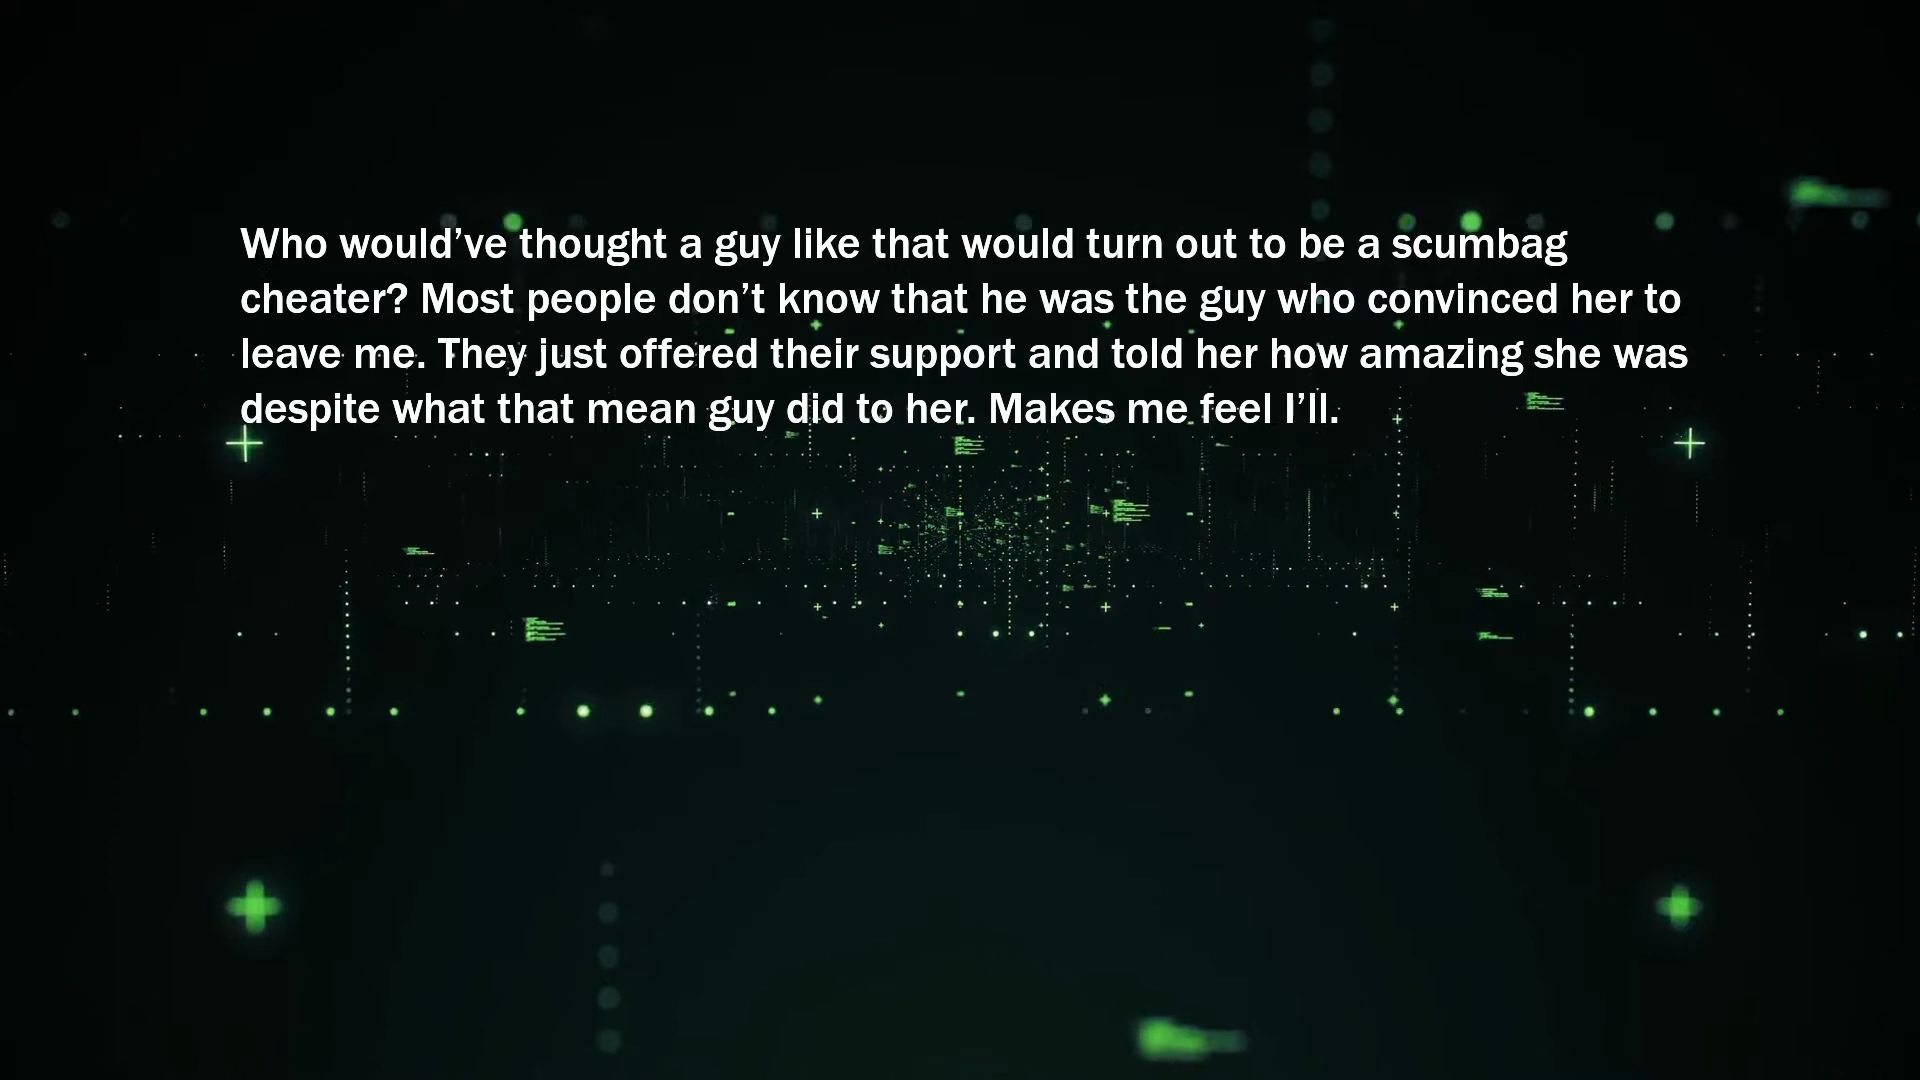 Who would’ve thought a guy like that would turn out to be a scumbag
cheater? Most people don’t know that he was the guy who convinced her to
leave me. They just offered their support and told her how amazing she was
despite what that mean guy did to her. Makes me feel I’ll.